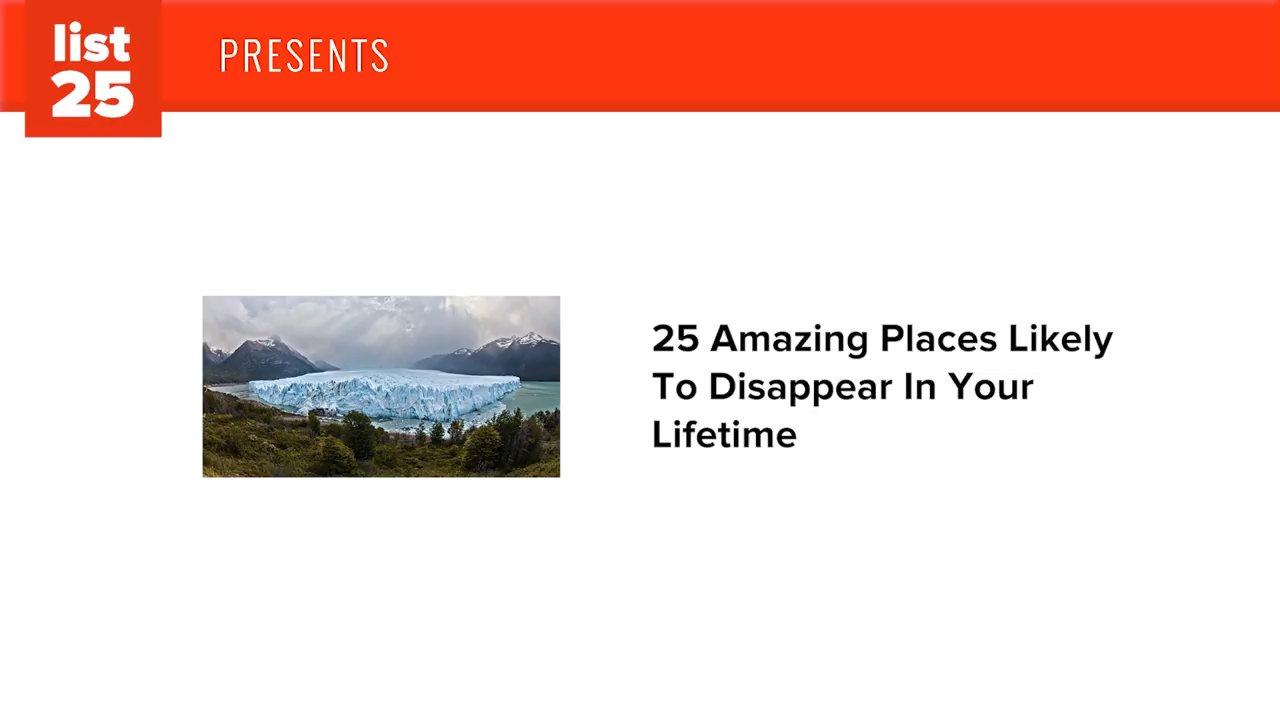 list
25
PRESENTS
25 Amazing Places Likely
To Disappear In Your
Lifetime